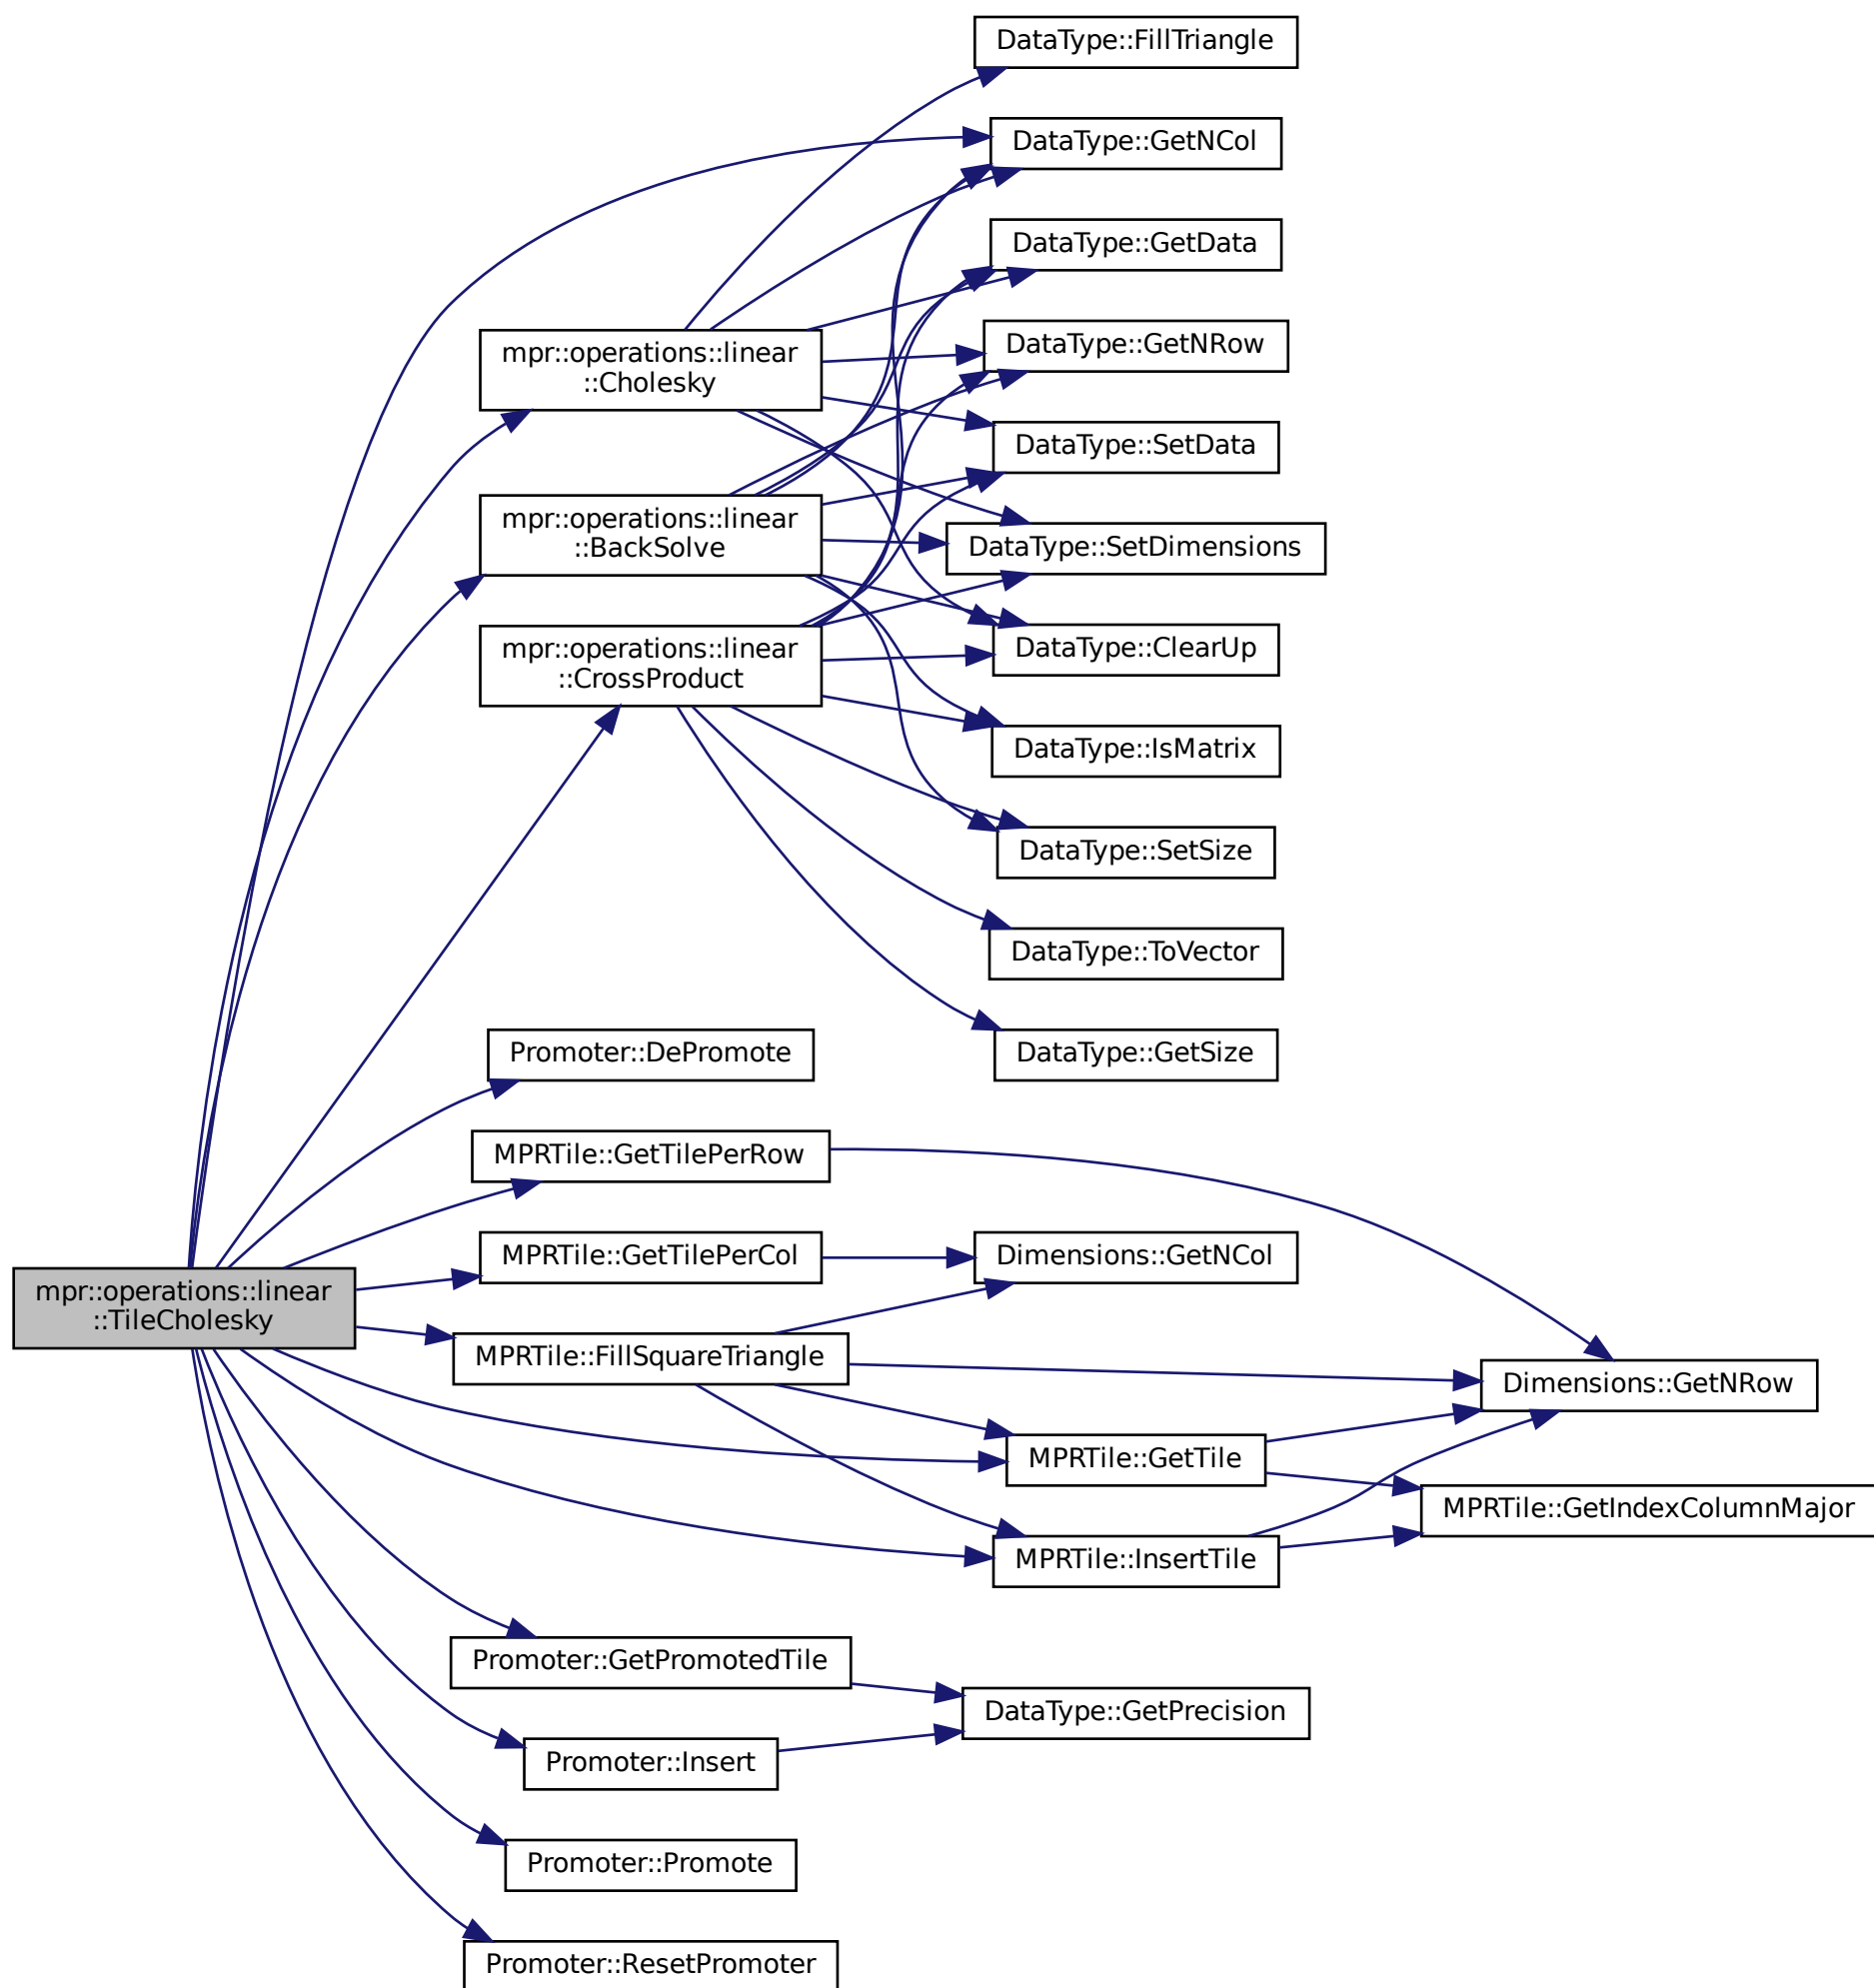 DataType::FillTriangle
DataType::GetNCol
DataType::GetData
DataType::GetNRow
mpr::operations::linear
::Cholesky
DataType::SetData
mpr::operations::linear
::BackSolve
DataType::SetDimensions
mpr::operations::linear
::CrossProduct
DataType::ClearUp
DataType::IsMatrix
DataType::SetSize
DataType::ToVector
Promoter::DePromote
DataType::GetSize
MPRTile::GetTilePerRow
MPRTile::GetTilePerCol
Dimensions::GetNCol
mpr::operations::linear
::TileCholesky
MPRTile::FillSquareTriangle
Dimensions::GetNRow
MPRTile::GetTile
MPRTile::GetIndexColumnMajor
MPRTile::InsertTile
Promoter::GetPromotedTile
DataType::GetPrecision
Promoter::Insert
Promoter::Promote
Promoter::ResetPromoter